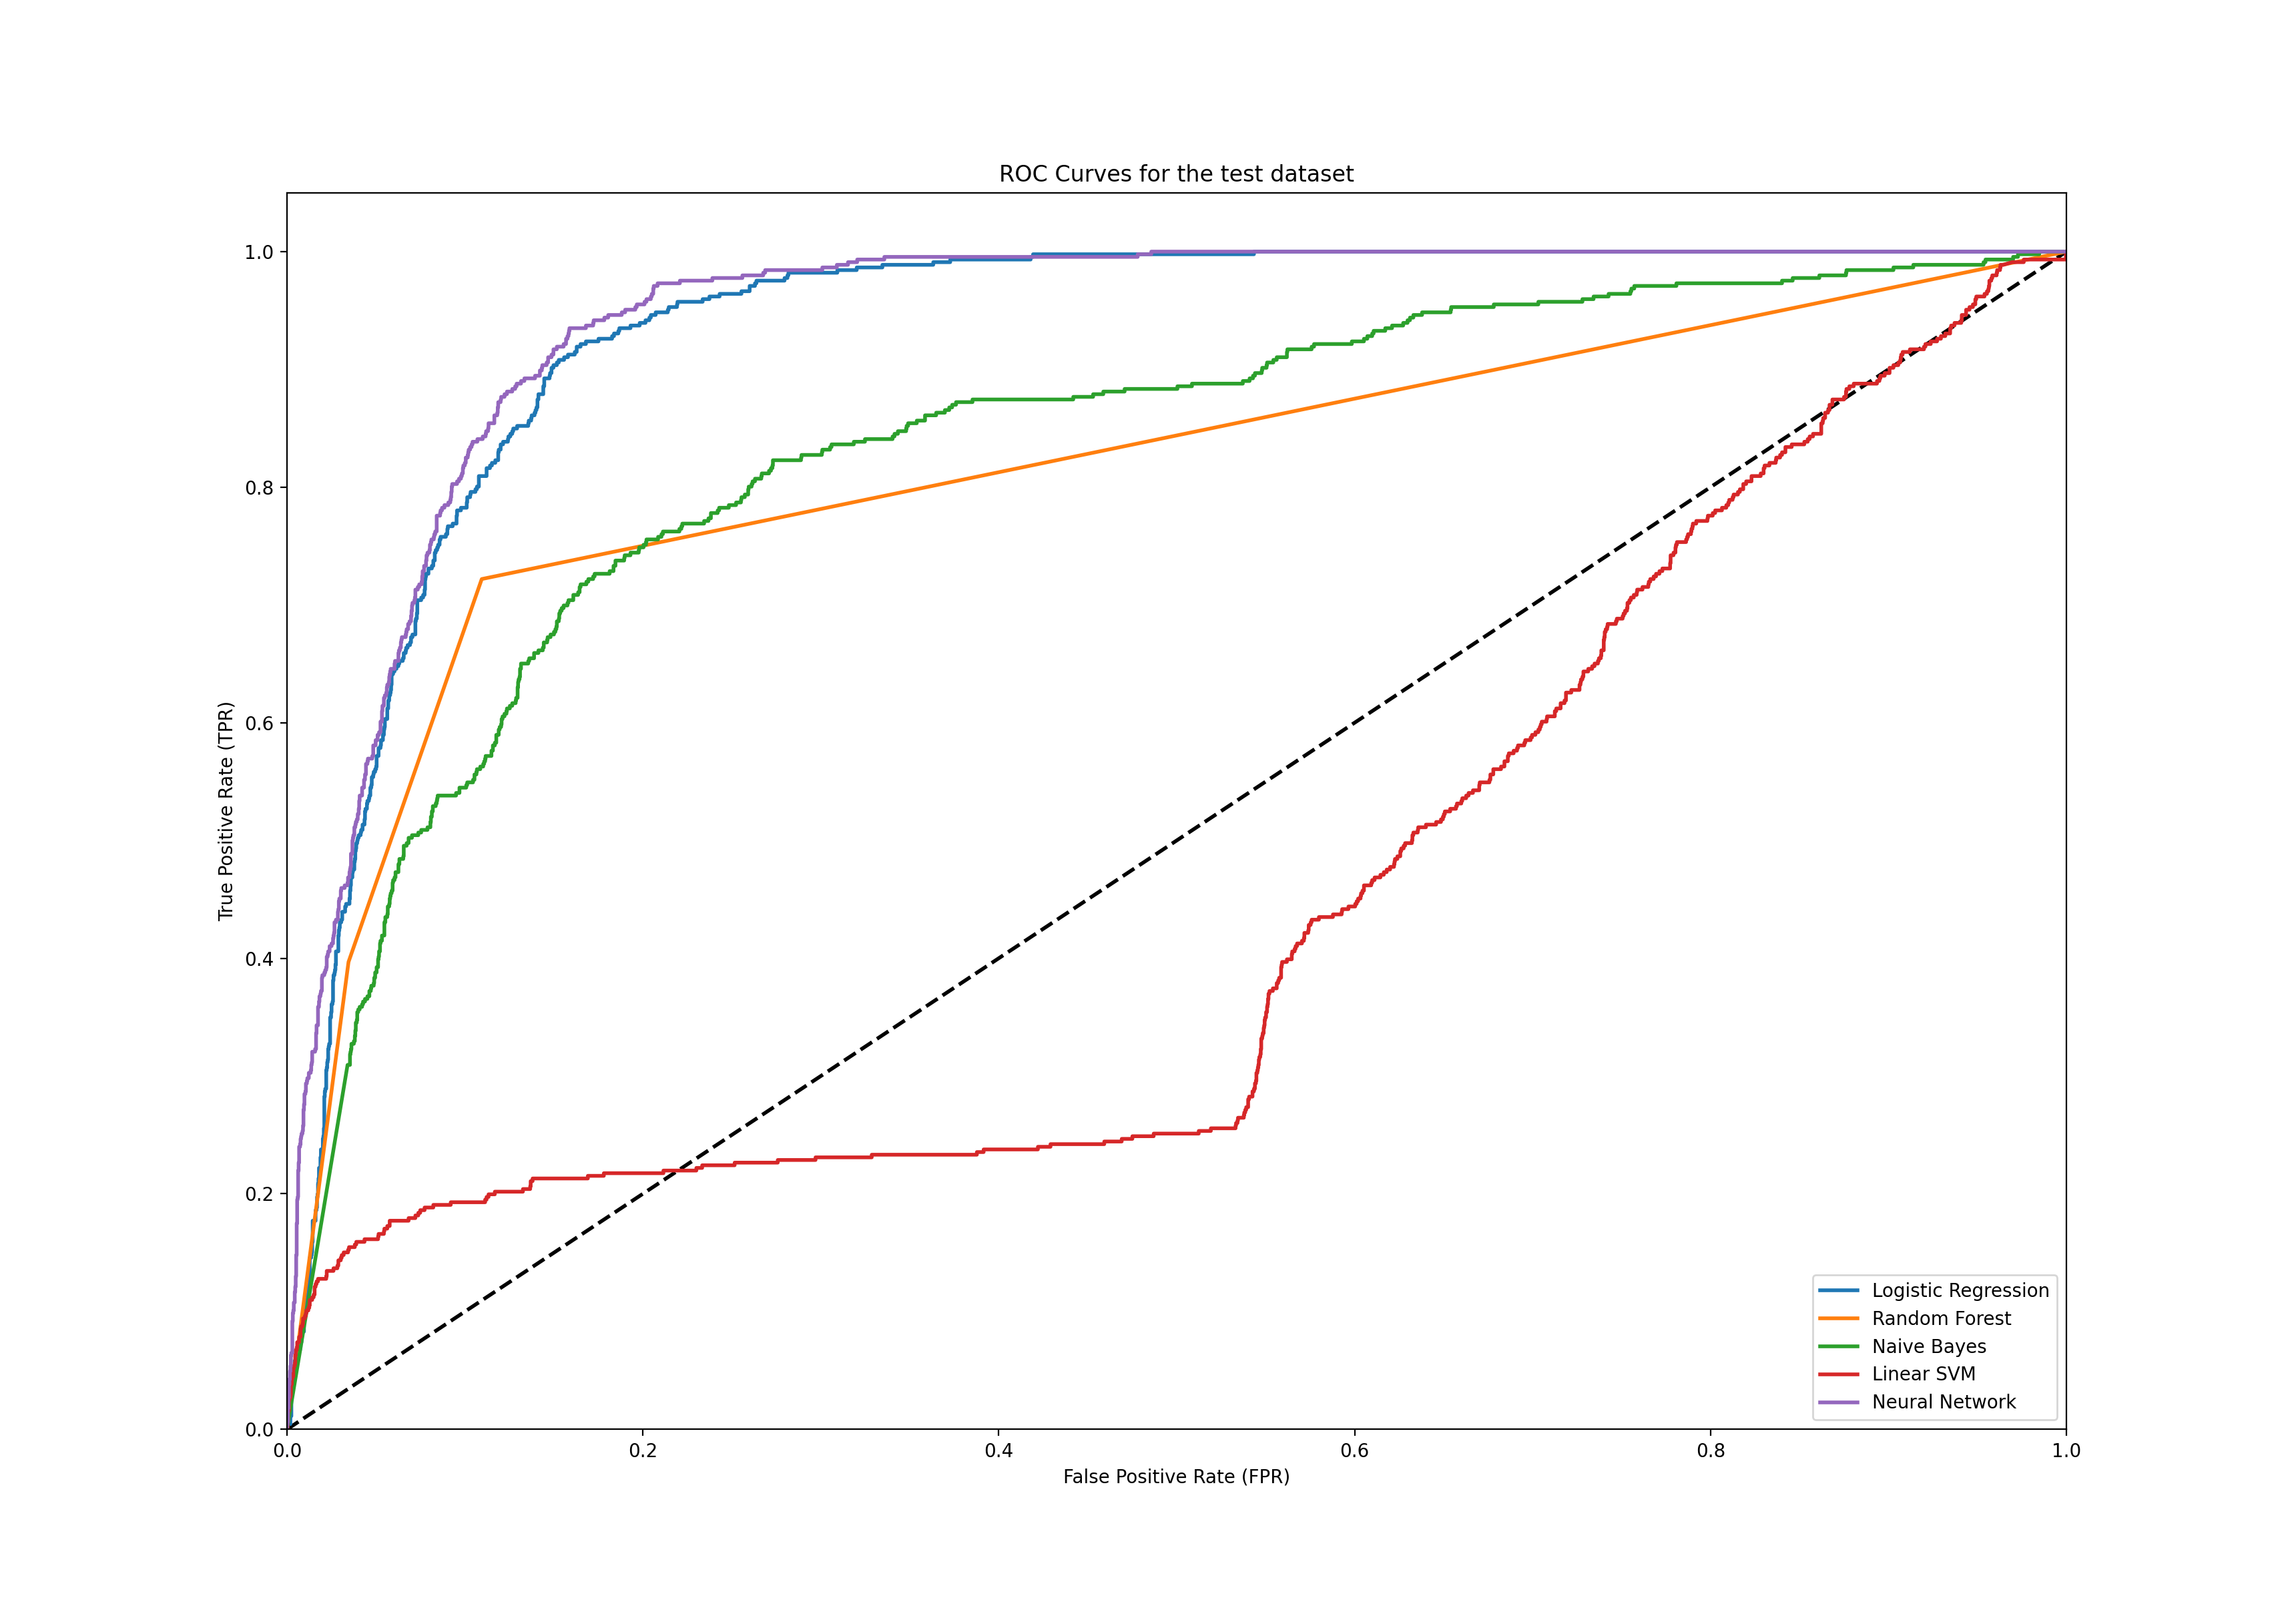 ROC Curves for the test dataset
True Positive Rate (TPR)
1.0
0.8
0.6
0.4
0.2
0.0
0.0 0.2 0.4 0.6 0.8 1.0
False Positive Rate (FPR)
Logistic Regression
Random Forest
Naive Bayes
Linear SVM
Neural Network